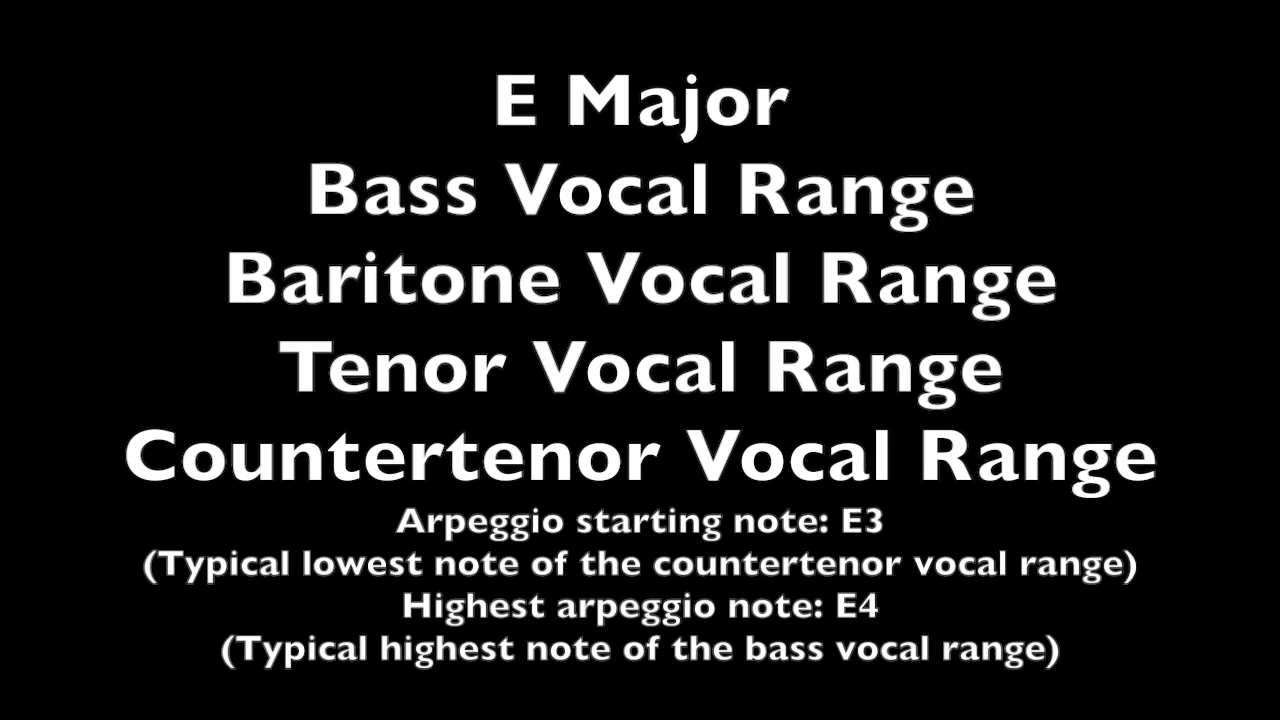 E Major
Bass Vocal Range
Baritone Vocal Range
Tenor Vocal Range
Countertenor Vocal Range
Arpeggio starting note: E3
(Typical lowest note of the countertenor vocal range)
Highest arpeggio note: E4
(Typical highest note of the bass vocal range)